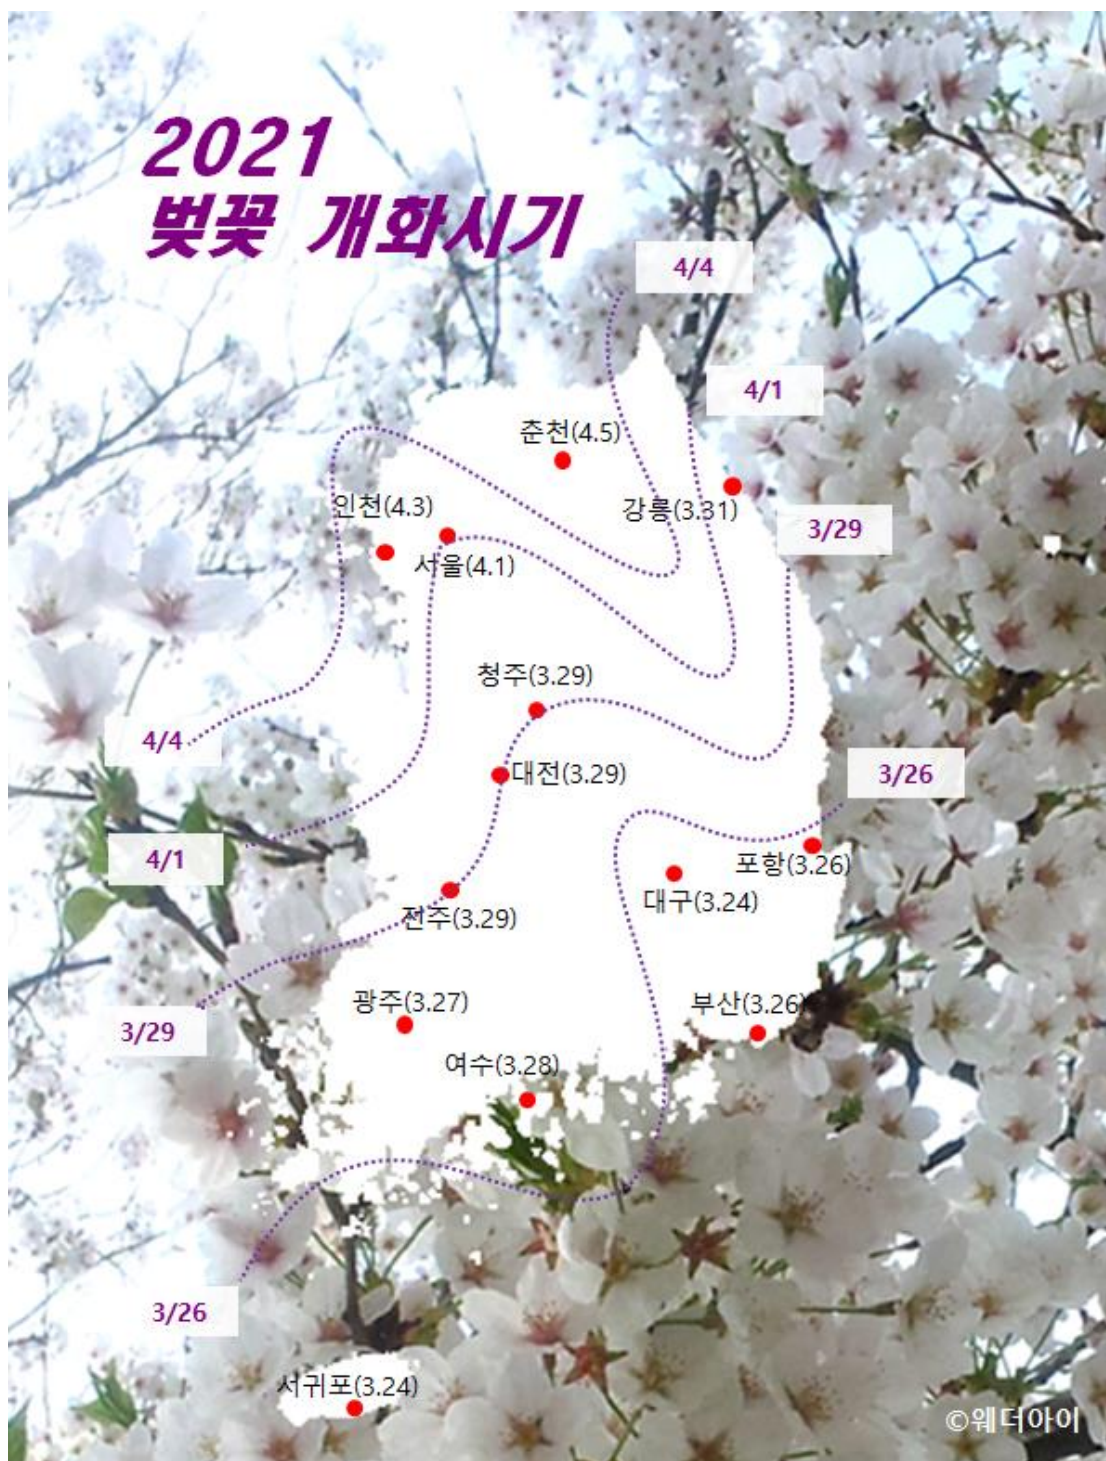 2021
벚꽃 개화시기
4/4
4/1
춘천(4.5)
인천(4.3)
강릉(3.31)
3/29
서울(4.1)
청주(3.29)
4/4
대전(3.29)
3/26
4/1
포항(3.26)
대구(3.24)
전주(3.29)
광주(3.27)
부산(3.26)
3/29
여수(3.28)
3/26
서귀포(3.24)
©웨더아이